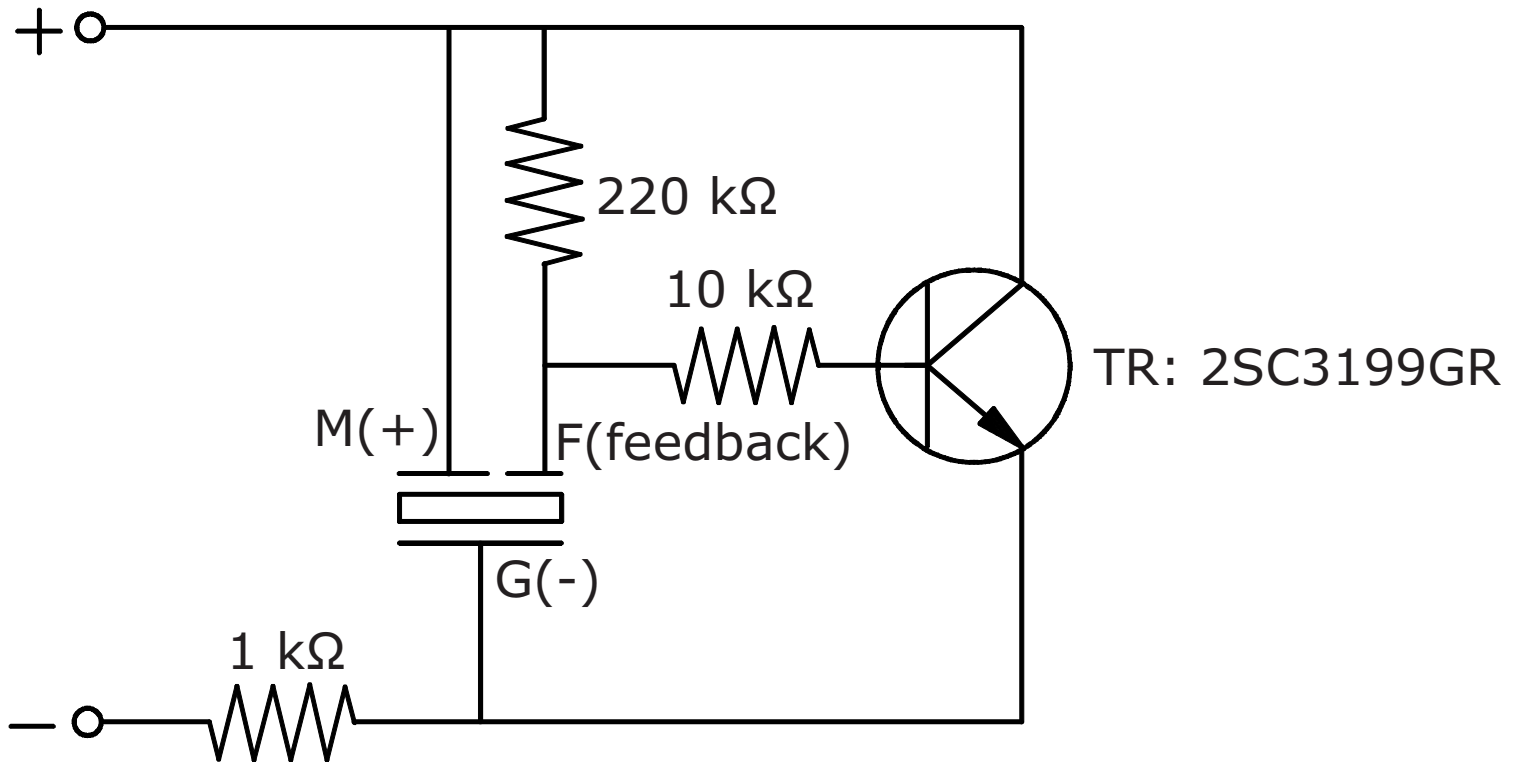 +
220 kΩ
10 kΩ
TR: 2SC3199GR
M(+)
F(feedback)
G(-)
1 kΩ
−